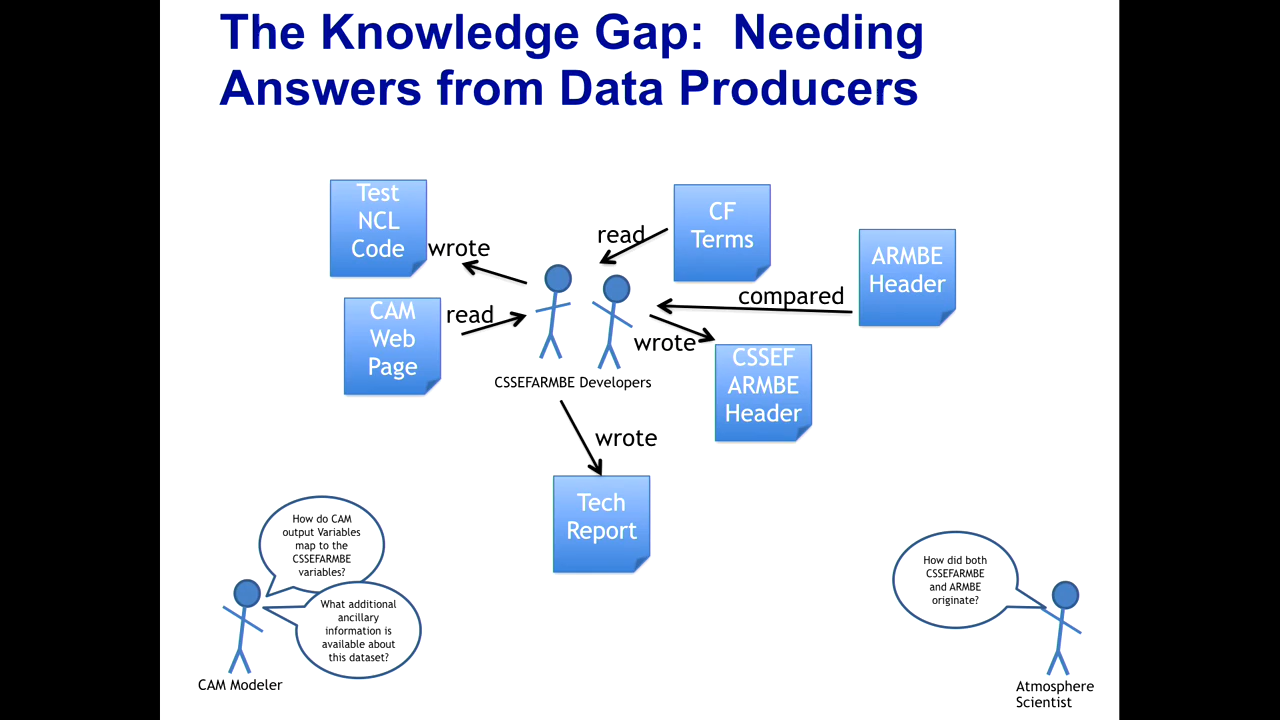 The Knowledge Gap:  Needing
Answers from Data Producers
Test
NCL
Code
wrote
read
CF
Terms
ARMBE
Header
compared
CAM
Web
Page
read
wrote
CSSEF
ARMBE
Header
CSSEFARMBE Developers
wrote
Tech
Report
How do CAM
output Variables
map to the
CSSEFARMBE
variables?
What additional
ancillary
information is
available about
this dataset?
CAM Modeler
How did both
CSSEFARMBE
and ARMBE
originate?
Atmosphere
Scientist